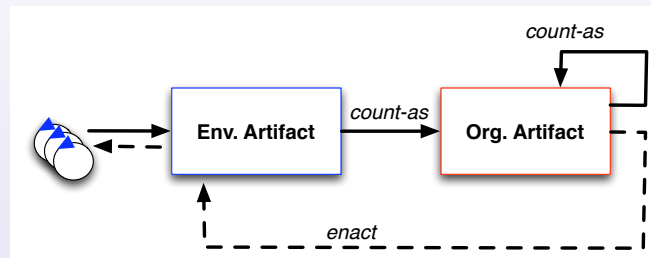 count-as
count-as
Env. Artifact
Org. Artifact
enact